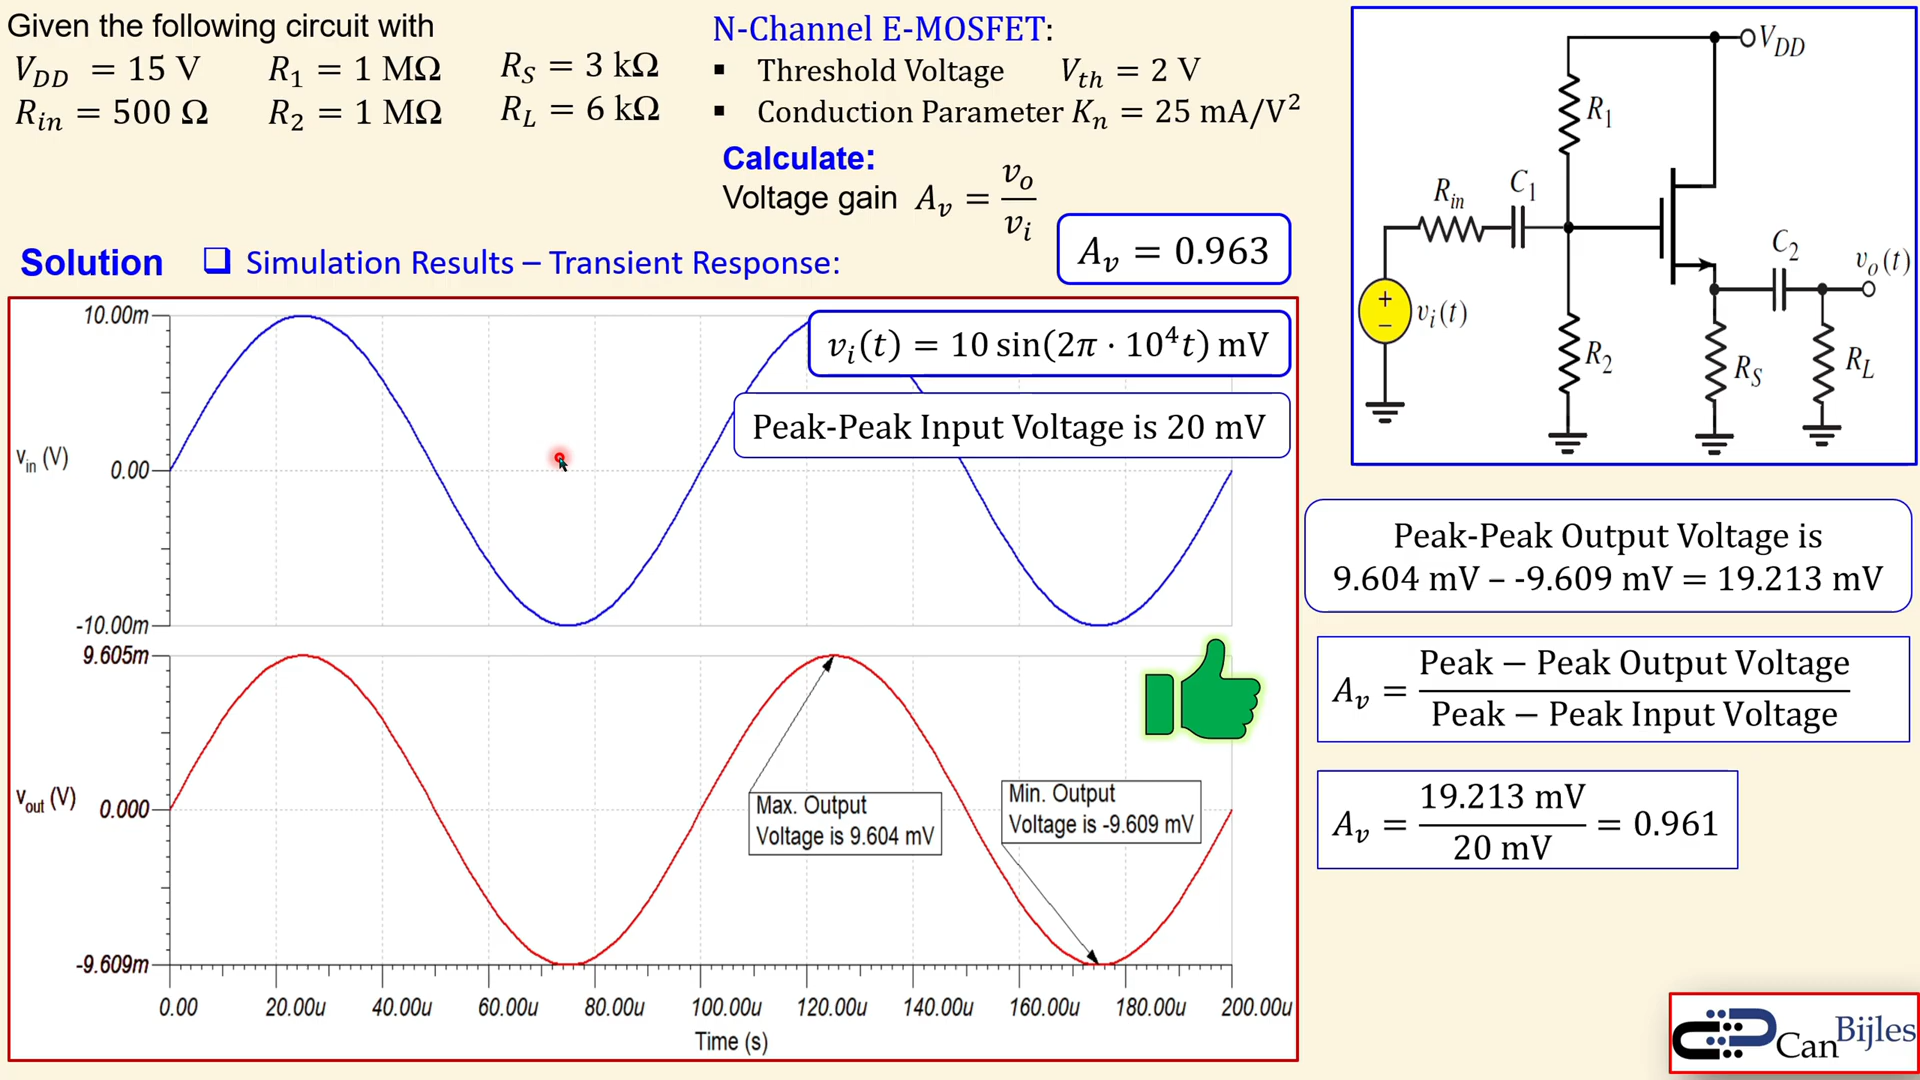 Given the following circuit with
V_DD = 15 V R_1 = 1 MΩ R_S = 3 kΩ
R_in = 500 Ω R_2 = 1 MΩ R_L = 6 kΩ
N-Channel E-MOSFET:
▪ Threshold Voltage V_th = 2 V
▪ Conduction Parameter K_n = 25 mA/V²
Calculate:
Voltage gain A_v = v_o / v_i
A_v = 0.963
Solution ❑ Simulation Results – Transient Response:
v_i(t) = 10 sin(2π · 10⁴t) mV
Peak-Peak Input Voltage is 20 mV
10.00m
v_in (V)
0.00
-10.00m
9.605m
v_out (V)
0.000
-9.609m
Max. Output
Voltage is 9.604 mV
Min. Output
Voltage is -9.609 mV
0.00 20.00u 40.00u 60.00u 80.00u 100.00u 120.00u 140.00u 160.00u 180.00u 200.00u
Time (s)
V_DD
R_1
R_in
C_1
C_2
v_o(t)
+
−
v_i(t)
R_2
R_S
R_L
Peak-Peak Output Voltage is
9.604 mV – -9.609 mV = 19.213 mV
A_v = Peak − Peak Output Voltage / Peak − Peak Input Voltage
A_v = 19.213 mV / 20 mV = 0.961
CanBijles